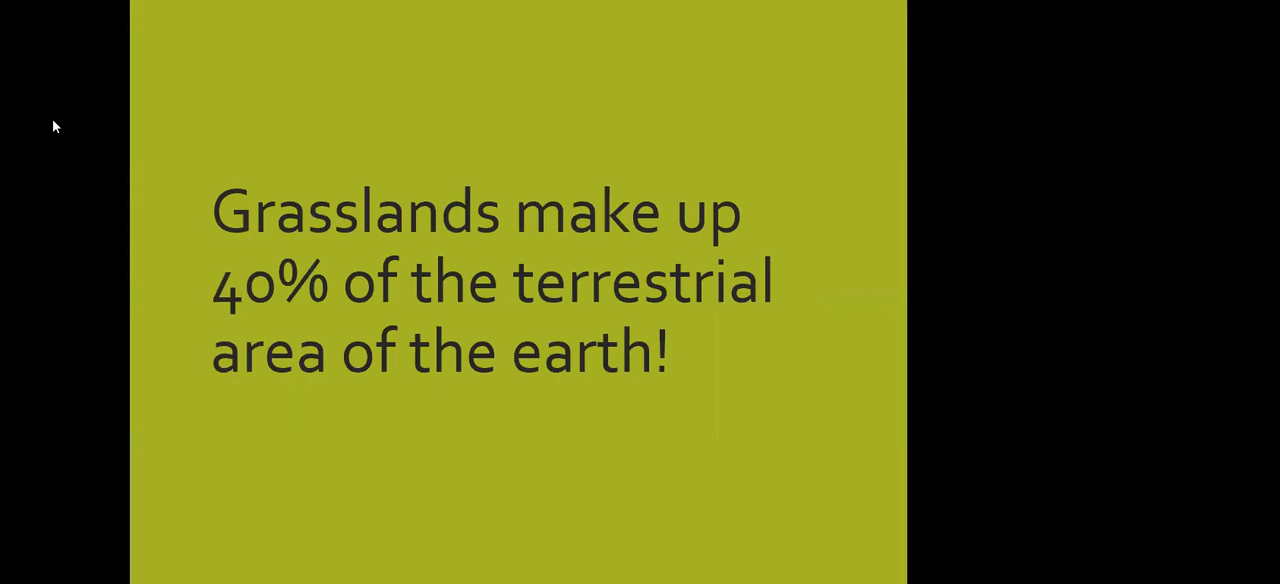 Grasslands make up
40% of the terrestrial
area of the earth!